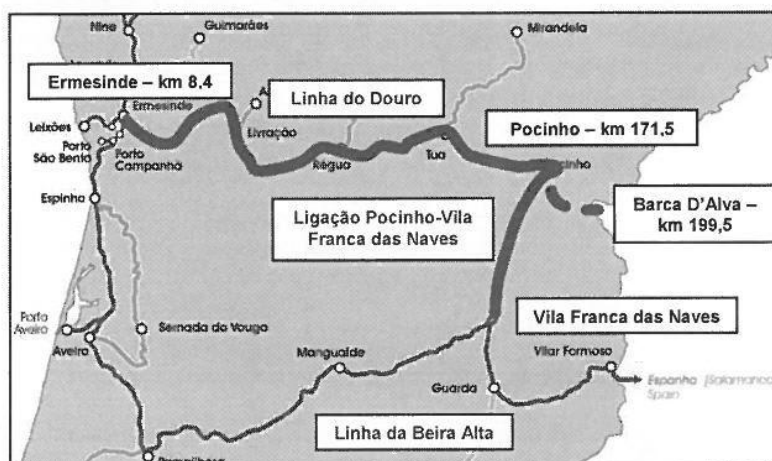 Nine
Guimarães
Mirandela
Ermesinde – km 8,4
Ermesinde
Linha do Douro
Leixões
Livração
Pocinho – km 171,5
Porto
São Bento
Porto
Campanhã
Régua
Tua
Espinho
Ligação Pocinho-Vila
Franca das Naves
Barca D'Alva –
km 199,5
Porto
Aveiro
Aveiro
Sernada do Vouga
Vila Franca das Naves
Mangualde
Vilar Formoso
Guarda
Espanha (Salamanca
Spain
Linha da Beira Alta